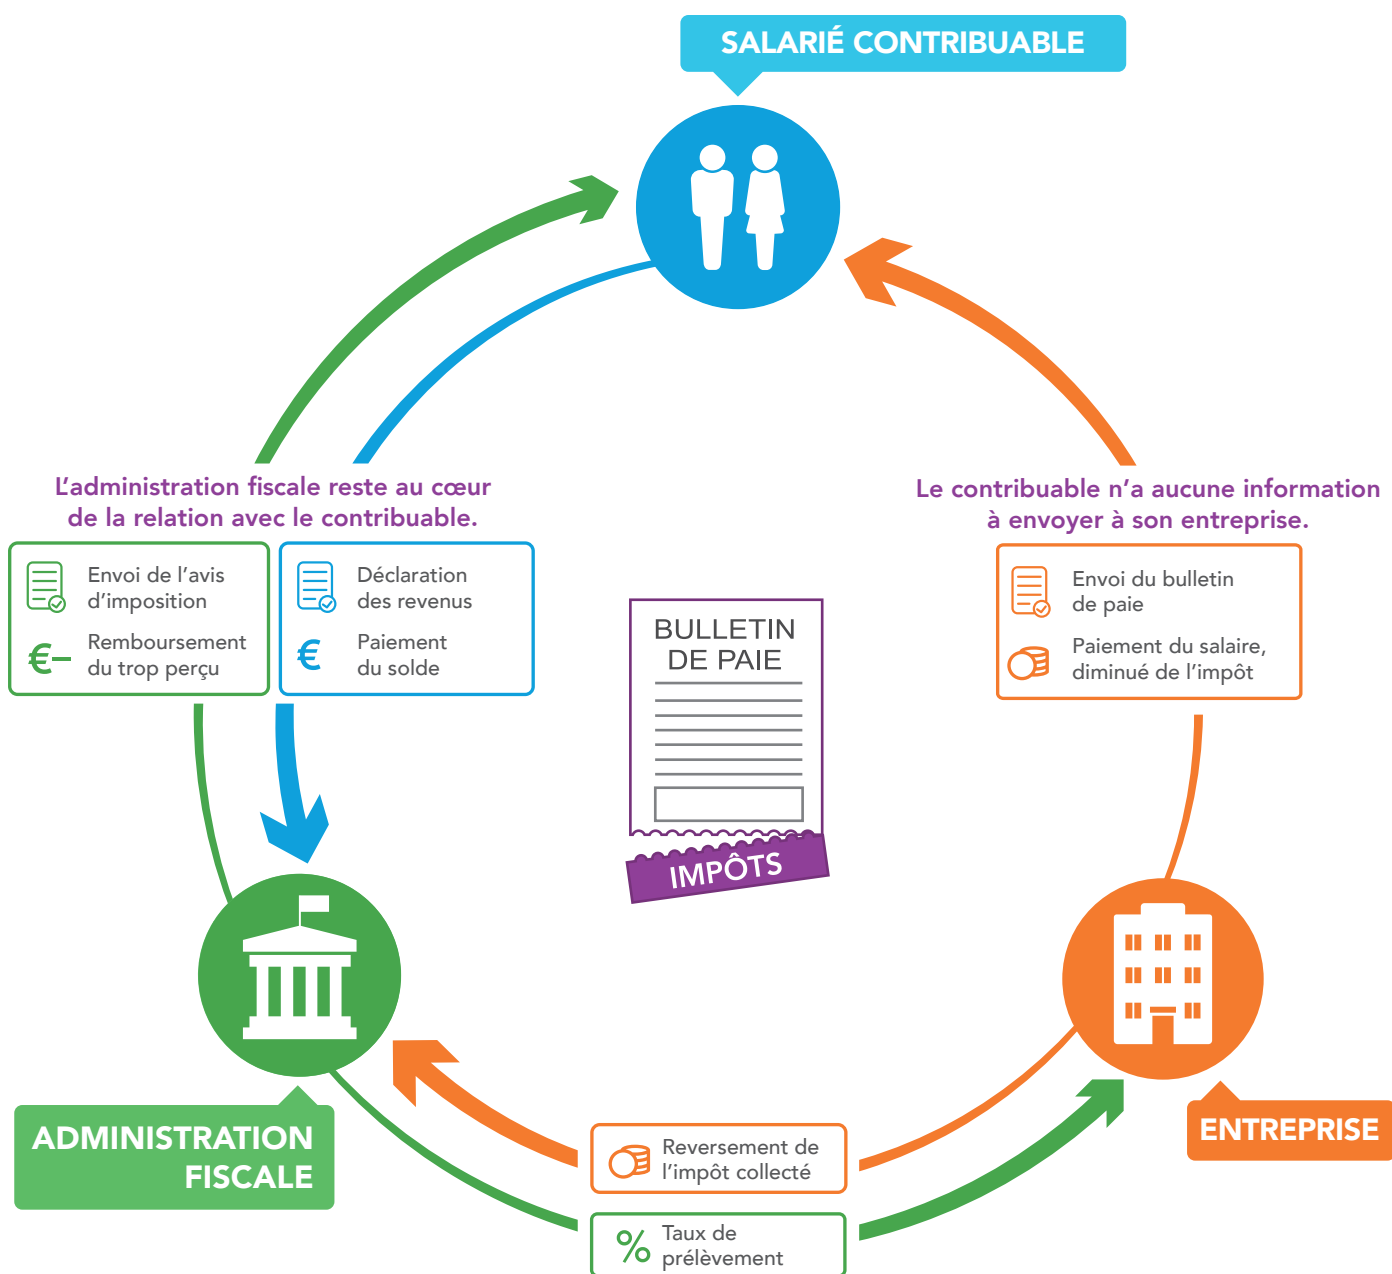 SALARIÉ CONTRIBUABLE
L'administration fiscale reste au cœur
de la relation avec le contribuable.
Envoi de l'avis
d'imposition
€– Remboursement
du trop perçu
Déclaration
des revenus
€ Paiement
du solde
Le contribuable n'a aucune information
à envoyer à son entreprise.
Envoi du bulletin
de paie
Paiement du salaire,
diminué de l'impôt
BULLETIN
DE PAIE
IMPÔTS
ADMINISTRATION
FISCALE
ENTREPRISE
Reversement de
l'impôt collecté
% Taux de
prélèvement